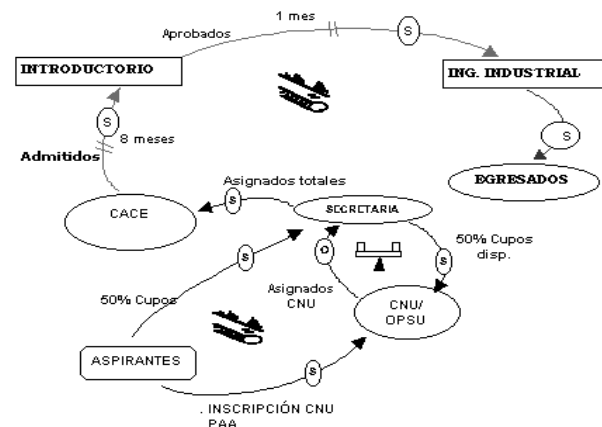 1 mes
Aprobados
S
INTRODUCTORIO
ING. INDUSTRIAL
S
8 meses
S
Admitidos
EGRESADOS
Asignados totales
CACE
S
SECRETARIA
50% Cupos
disp.
S
O
S
Asignados
CNU
50% Cupos
CNU/
OPSU
ASPIRANTES
S
. INSCRIPCIÓN CNU
PAA